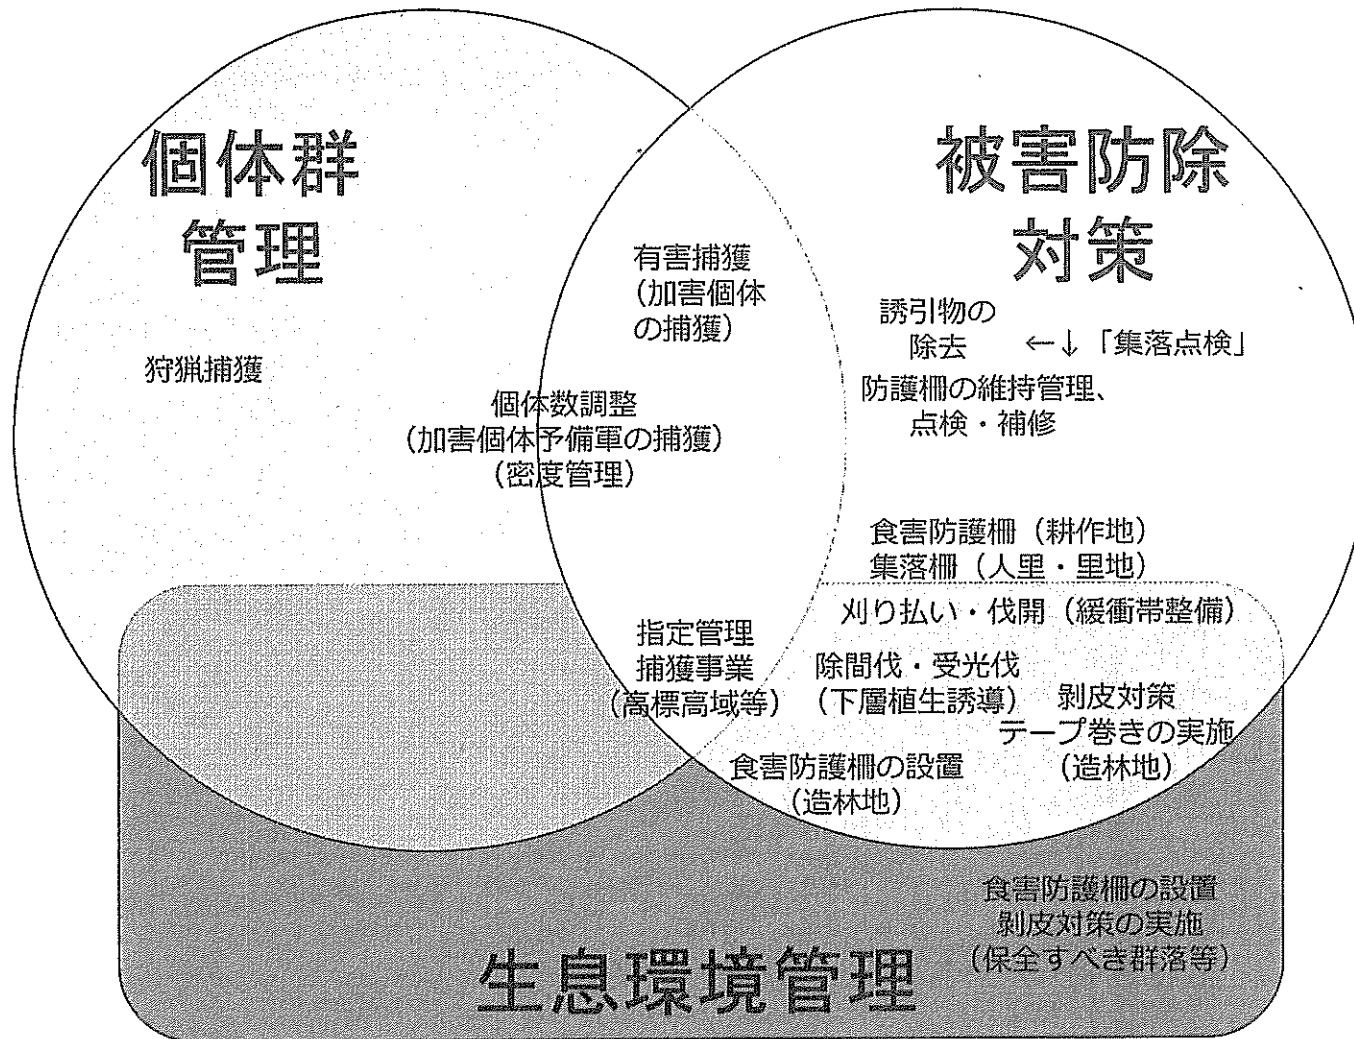 個体群
管理
被害防除
対策
有害捕獲
(加害個体
の捕獲)
狩猟捕獲
個体数調整
(加害個体予備軍の捕獲)
(密度管理)
誘引物の
除去 ←↓「集落点検」
防護柵の維持管理、
点検・補修
食害防護柵(耕作地)
集落柵(人里・里地)
刈り払い・伐開(緩衝帯整備)
指定管理
捕獲事業
(高標高域等)
除間伐・受光伐
(下層植生誘導)
剥皮対策
テープ巻きの実施
(造林地)
食害防護柵の設置
(造林地)
食害防護柵の設置
剥皮対策の実施
(保全すべき群落等)
生息環境管理